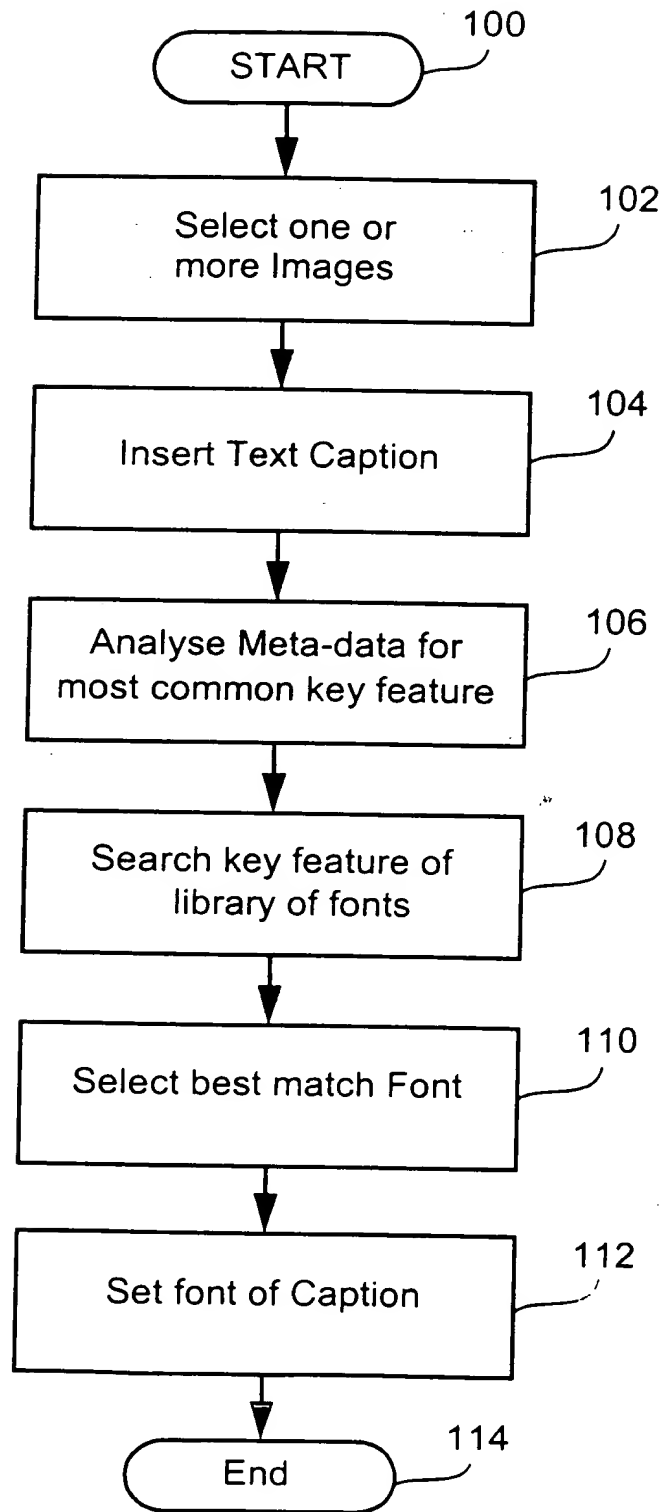 START
100
Select one or
more Images
102
Insert Text Caption
104
Analyse Meta-data for
most common key feature
106
Search key feature of
library of fonts
108
Select best match Font
110
Set font of Caption
112
End
114